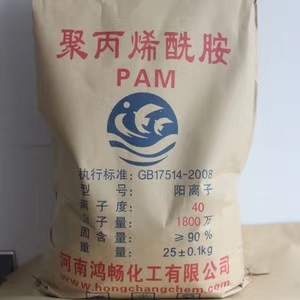 聚丙烯酰胺
PAM
执行标准: GB17514-2008
型号: 阳离子
离子度: 40
分子量: 1800万
固含量: ≥90%
重量: 25±0.1kg
河南鸿畅化工有限公司
www.hongchangchem.com